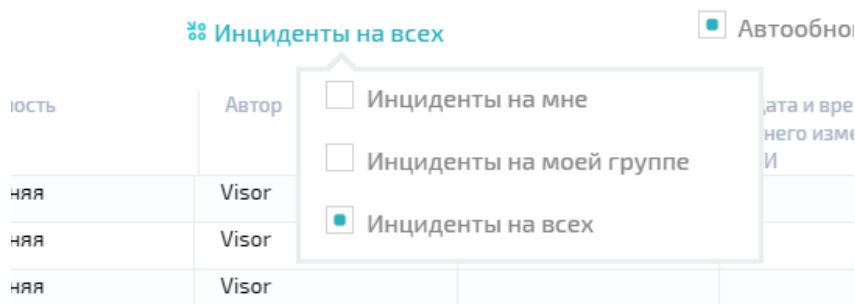 Инциденты на всех
Автообно
ность
Автор
Инциденты на мне
ата и вре
него изме
И
Инциденты на моей группе
няя
Visor
Инциденты на всех
няя
Visor
няя
Visor